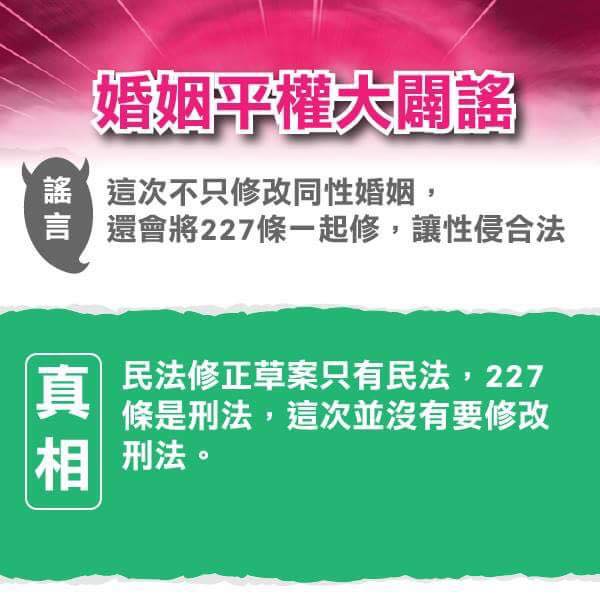 婚姻平權大闢謠
謠言
這次不只修改同性婚姻，
還會將227條一起修，讓性侵合法
真相
民法修正草案只有民法，227
條是刑法，這次並沒有要修改
刑法。